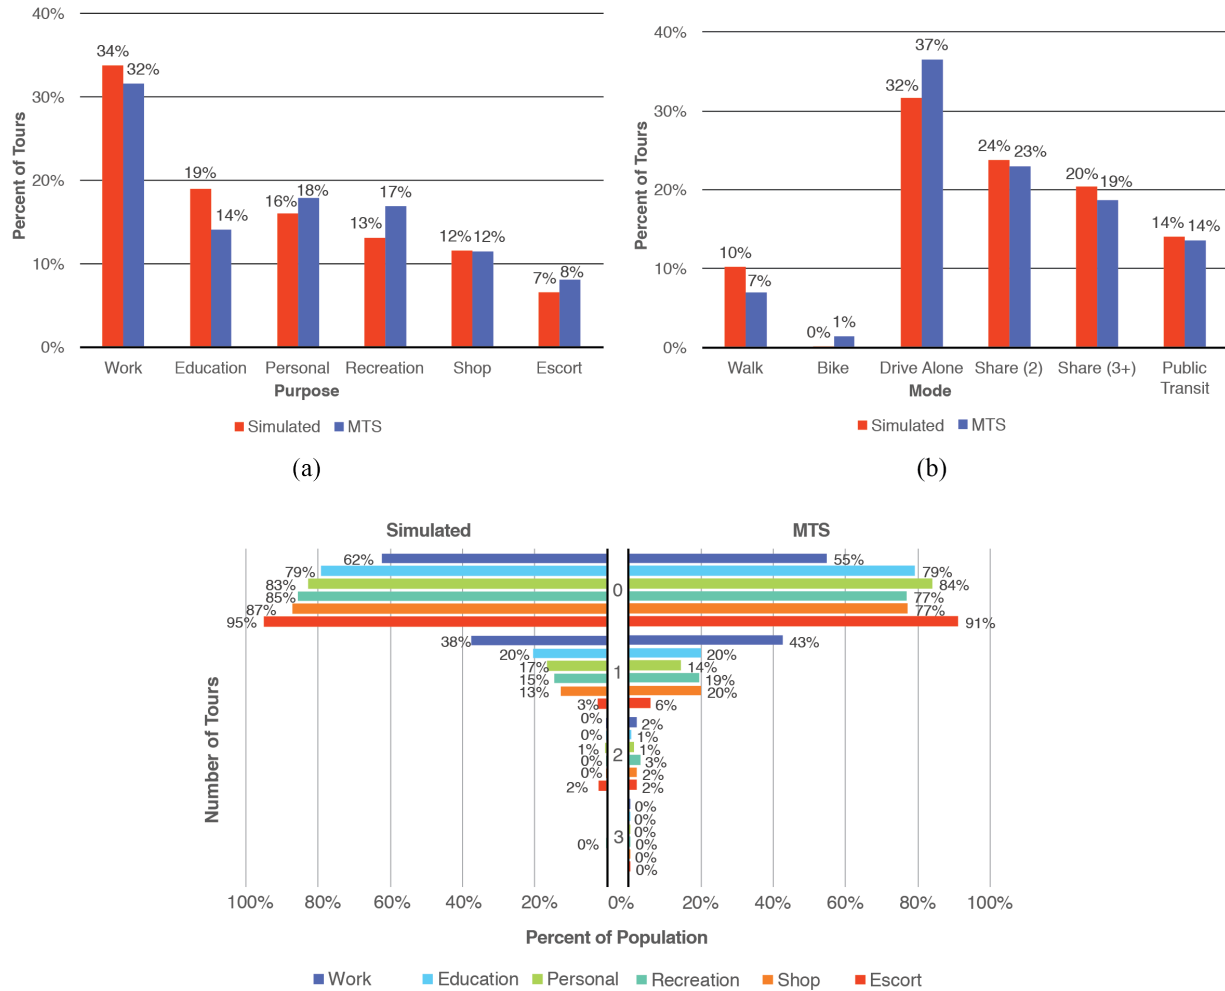 40%
30%
20%
10%
0%
Percent of Tours
34%
32%
19%
14%
16%
18%
13%
17%
12%
12%
7%
8%
Work
Education
Personal
Recreation
Shop
Escort
Purpose
Simulated
MTS
(a)
40%
30%
20%
10%
0%
Percent of Tours
10%
7%
0%
1%
32%
37%
24%
23%
20%
19%
14%
14%
Walk
Bike
Drive Alone
Share (2)
Share (3+)
Public
Transit
Mode
Simulated
MTS
(b)
Simulated
MTS
Number of Tours
62%
79%
83%
85%
87%
95%
0
55%
79%
84%
77%
77%
91%
38%
20%
17%
15%
13%
3%
1
43%
20%
14%
19%
20%
6%
0%
0%
1%
0%
0%
2%
2
2%
1%
1%
3%
2%
2%
0%
3
0%
0%
0%
0%
0%
0%
100%
80%
60%
40%
20%
0%
20%
40%
60%
80%
100%
Percent of Population
Work
Education
Personal
Recreation
Shop
Escort